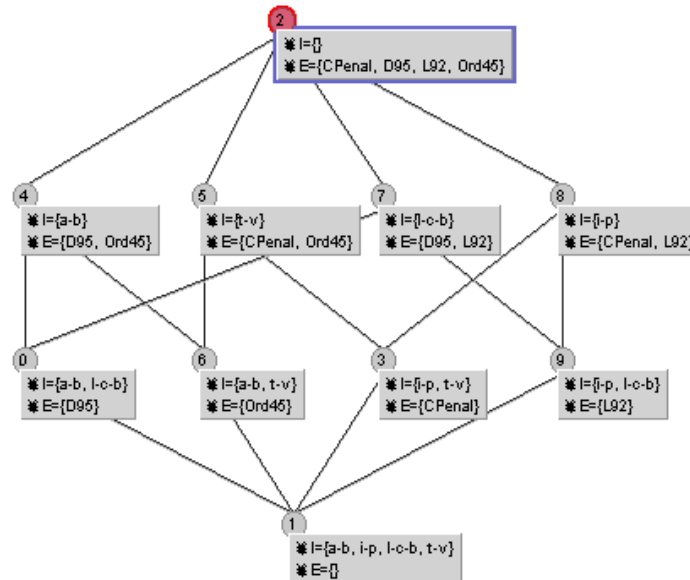 2
I={}
E={CPenal, D95, L92, Ord45}
4
I={a-b}
E={D95, Ord45}
5
I={t-v}
E={CPenal, Ord45}
7
I={l-c-b}
E={D95, L92}
8
I={i-p}
E={CPenal, L92}
0
I={a-b, l-c-b}
E={D95}
6
I={a-b, t-v}
E={Ord45}
3
I={i-p, t-v}
E={CPenal}
9
I={i-p, l-c-b}
E={L92}
1
I={a-b, i-p, l-c-b, t-v}
E={}